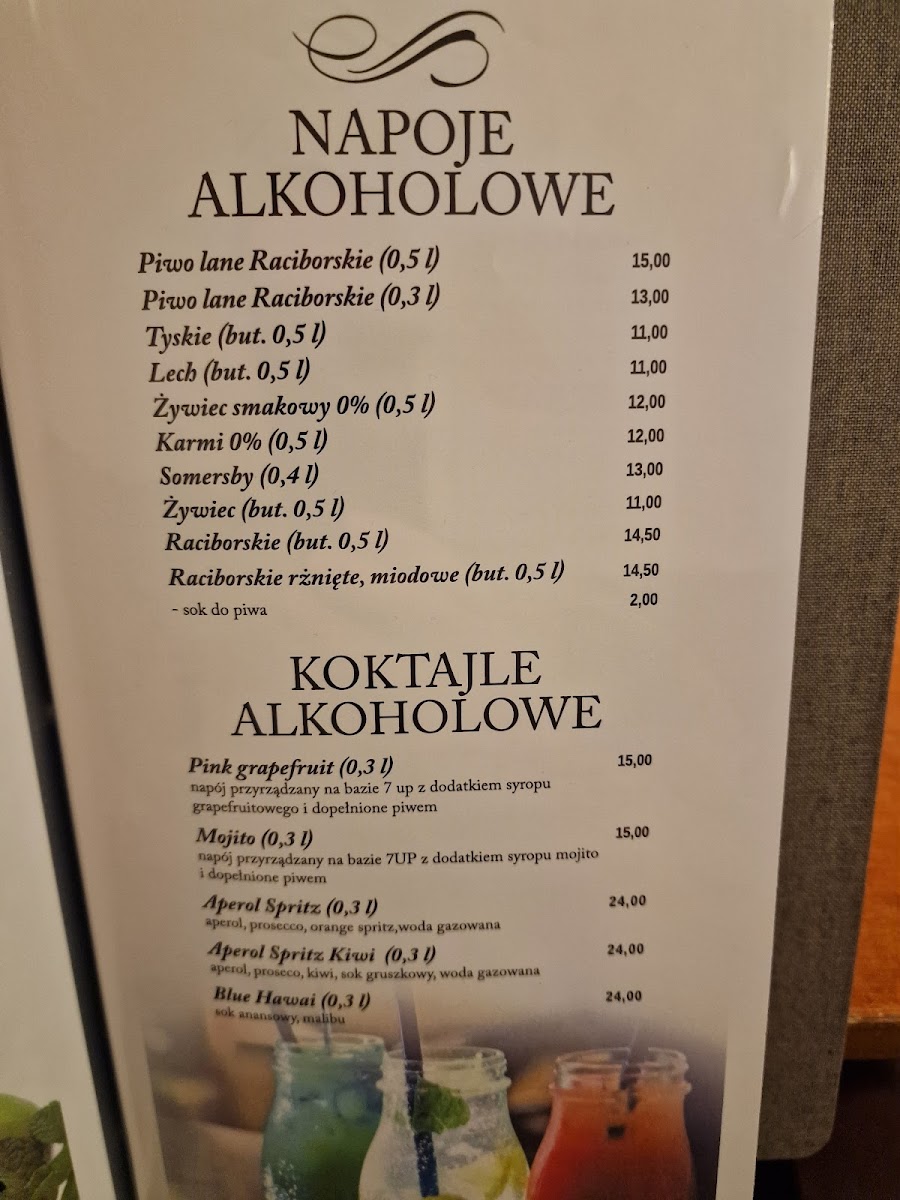 NAPOJE
ALKOHOLOWE
Piwo lane Raciborskie (0,5 l) 15,00
Piwo lane Raciborskie (0,3 l) 13,00
Tyskie (but. 0,5 l) 11,00
Lech (but. 0,5 l) 11,00
Żywiec smakowy 0% (0,5 l) 12,00
Karmi 0% (0,5 l) 12,00
Somersby (0,4 l) 13,00
Żywiec (but. 0,5 l) 11,00
Raciborskie (but. 0,5 l) 14,50
Raciborskie rżnięte, miodowe (but. 0,5 l) 14,50
- sok do piwa 2,00
KOKTAJLE
ALKOHOLOWE
Pink grapefruit (0,3 l) 15,00
napój przyrządzany na bazie 7 up z dodatkiem syropu
grapefruitowego i dopełnione piwem
Mojito (0,3 l) 15,00
napój przyrządzany na bazie 7UP z dodatkiem syropu mojito
i dopełnione piwem
Aperol Spritz (0,3 l) 24,00
aperol, prosecco, orange spritz,woda gazowana
Aperol Spritz Kiwi (0,3 l) 24,00
aperol, proseco, kiwi, sok gruszkowy, woda gazowana
Blue Hawai (0,3 l) 24,00
sok anansowy, malibu